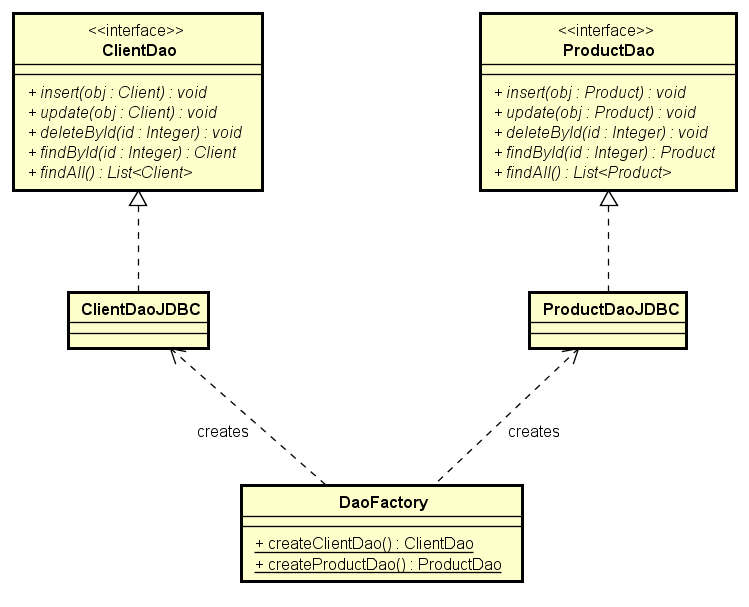 <<interface>>
ClientDao
+ insert(obj : Client) : void
+ update(obj : Client) : void
+ deleteById(id : Integer) : void
+ findById(id : Integer) : Client
+ findAll() : List<Client>
<<interface>>
ProductDao
+ insert(obj : Product) : void
+ update(obj : Product) : void
+ deleteById(id : Integer) : void
+ findById(id : Integer) : Product
+ findAll() : List<Product>
ClientDaoJDBC
ProductDaoJDBC
creates
creates
DaoFactory
+ createClientDao() : ClientDao
+ createProductDao() : ProductDao